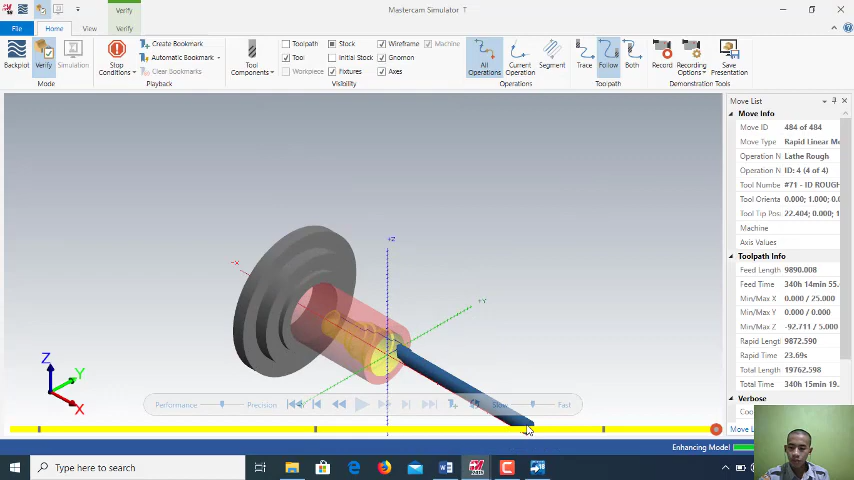 Verify
Mastercam Simulator T
File
Home
View
Verify
Backplot
Verify
Simulation
Mode
Stop Conditions
Create Bookmark
Automatic Bookmark
Clear Bookmarks
Playback
Tool Components
Toolpath
Tool
Workpiece
Stock
Initial Stock
Fixtures
Wireframe
Gnomon
Axes
Machine
Visibility
All Operations
Current Operation
Segment
Operations
Trace
Follow
Both
Toolpath
Record
Recording Options
Save Presentation
Demonstration Tools
Move List
Move Info
Move ID 484 of 484
Move Type Rapid Linear Mo
Operation N Lathe Rough
Operation N ID: 4 (4 of 4)
Tool Number #71 - ID ROUGH
Tool Orienta 0.000; 1.000; 0.0
Tool Tip Pos 22.404; 0.000; 1
Machine
Axis Values
Toolpath Info
Feed Length 9890.008
Feed Time 340h 14min 55.
Min/Max X 0.000 / 25.000
Min/Max Y 0.000 / 0.000
Min/Max Z -92.711 / 5.000
Rapid Length 9872.590
Rapid Time 23.69s
Total Length 19762.598
Total Time 340h 15min 19.
Verbose
Move Lis
+Z
-X
+Y
Z
Y
X
Performance
Precision
Slow
Fast
Enhancing Model
Type here to search